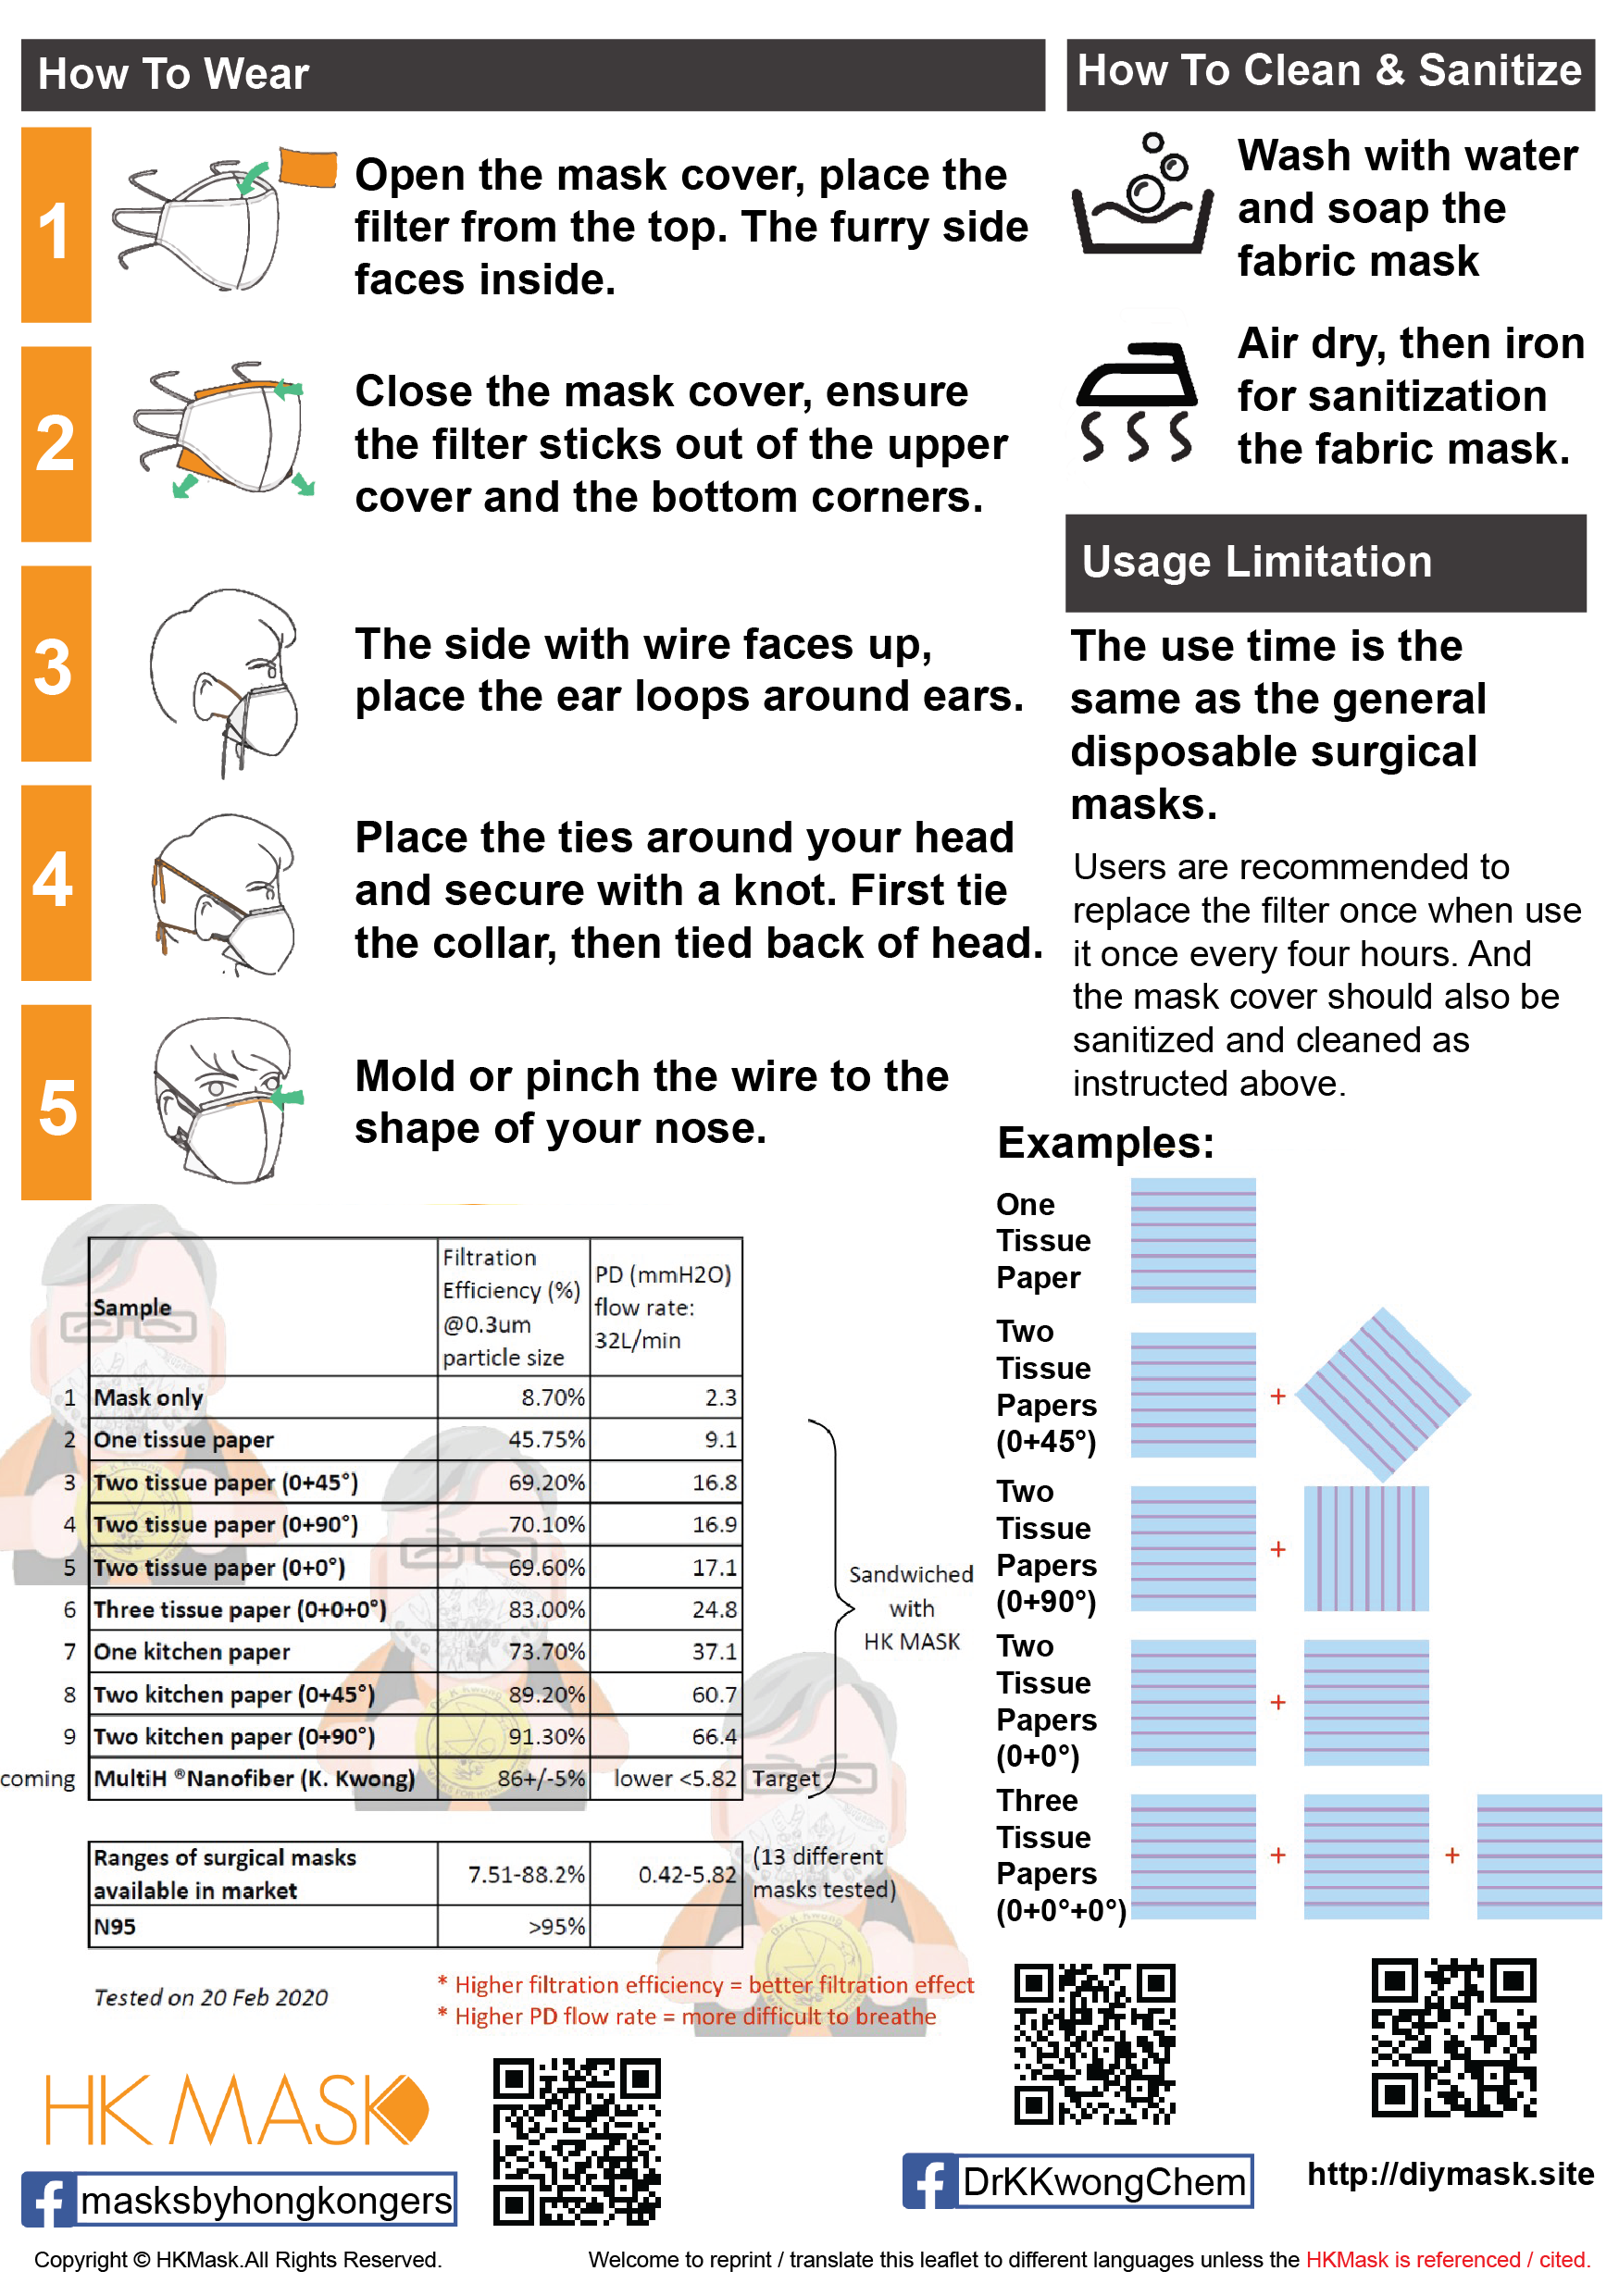 How To Wear
1
Open the mask cover, place the
filter from the top. The furry side
faces inside.
2
Close the mask cover, ensure
the filter sticks out of the upper
cover and the bottom corners.
3
The side with wire faces up,
place the ear loops around ears.
4
Place the ties around your head
and secure with a knot. First tie
the collar, then tied back of head.
5
Mold or pinch the wire to the
shape of your nose.
How To Clean & Sanitize
Wash with water
and soap the
fabric mask
Air dry, then iron
for sanitization
the fabric mask.
Usage Limitation
The use time is the
same as the general
disposable surgical
masks.
Users are recommended to
replace the filter once when use
it once every four hours. And
the mask cover should also be
sanitized and cleaned as
instructed above.
Sample
Filtration
Efficiency (%)
@0.3um
particle size
PD (mmH2O)
flow rate:
32L/min
1 Mask only 8.70% 2.3
2 One tissue paper 45.75% 9.1
3 Two tissue paper (0+45°) 69.20% 16.8
4 Two tissue paper (0+90°) 70.10% 16.9
5 Two tissue paper (0+0°) 69.60% 17.1
6 Three tissue paper (0+0+0°) 83.00% 24.8
7 One kitchen paper 73.70% 37.1
8 Two kitchen paper (0+45°) 89.20% 60.7
9 Two kitchen paper (0+90°) 91.30% 66.4
coming MultiH ®Nanofiber (K. Kwong) 86+/-5% lower <5.82 Target
Sandwiched
with
HK MASK
Ranges of surgical masks
available in market
7.51-88.2% 0.42-5.82
(13 different
masks tested)
N95 >95%
Tested on 20 Feb 2020
* Higher filtration efficiency = better filtration effect
* Higher PD flow rate = more difficult to breathe
Examples:
One
Tissue
Paper
Two
Tissue
Papers
(0+45°)
+
Two
Tissue
Papers
(0+90°)
+
Two
Tissue
Papers
(0+0°)
+
Three
Tissue
Papers
(0+0°+0°)
+ +
HK MASK
f masksbyhongkongers
f DrKKwongChem
http://diymask.site
Copyright © HKMask.All Rights Reserved.
Welcome to reprint / translate this leaflet to different languages unless the HKMask is referenced / cited.